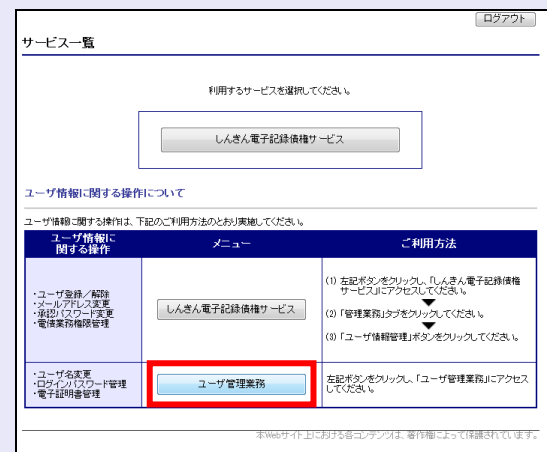 ログアウト
サービス一覧
利用するサービスを選択してください。
しんきん電子記録債権サービス
ユーザ情報に関する操作について
ユーザ情報に関する操作は、下記のご利用方法のとおり実施してください。
ユーザ情報に
関する操作
メニュー
ご利用方法
・ユーザ登録／解除
・メールアドレス変更
・承認パスワード変更
・電債業務権限管理
しんきん電子記録債権サービス
(1) 左記ボタンをクリックし、「しんきん電子記録債権
サービス」にアクセスしてください。
(2) 「管理業務」タブをクリックしてください。
(3) 「ユーザ情報管理」ボタンをクリックしてください。
・ユーザ名変更
・ログインパスワード管理
・電子証明書管理
ユーザ管理業務
左記ボタンをクリックし、「ユーザ管理業務」にアクセス
してください。
本Webサイト上における各コンテンツは、著作権によって保護されています。